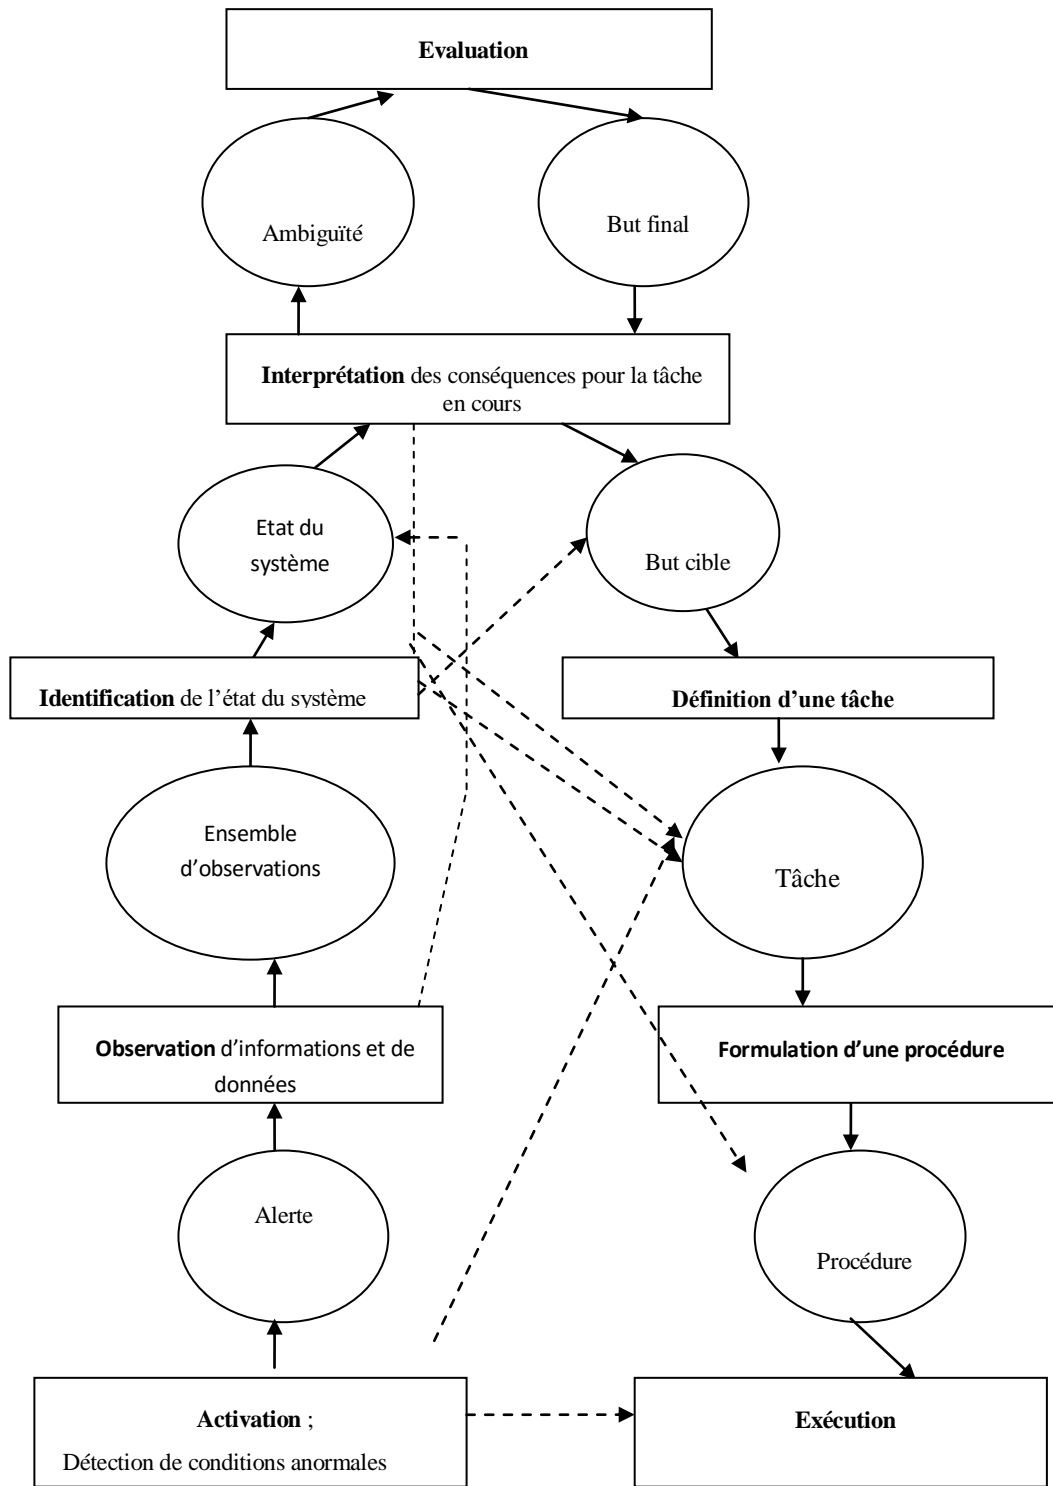 Evaluation
Ambiguïté
But final
Interprétation des conséquences pour la tâche
en cours
Etat du
système
But cible
Identification de l’état du système
Définition d’une tâche
Ensemble
d’observations
Tâche
Observation d’informations et de
données
Formulation d’une procédure
Alerte
Procédure
Activation ;
Détection de conditions anormales
Exécution